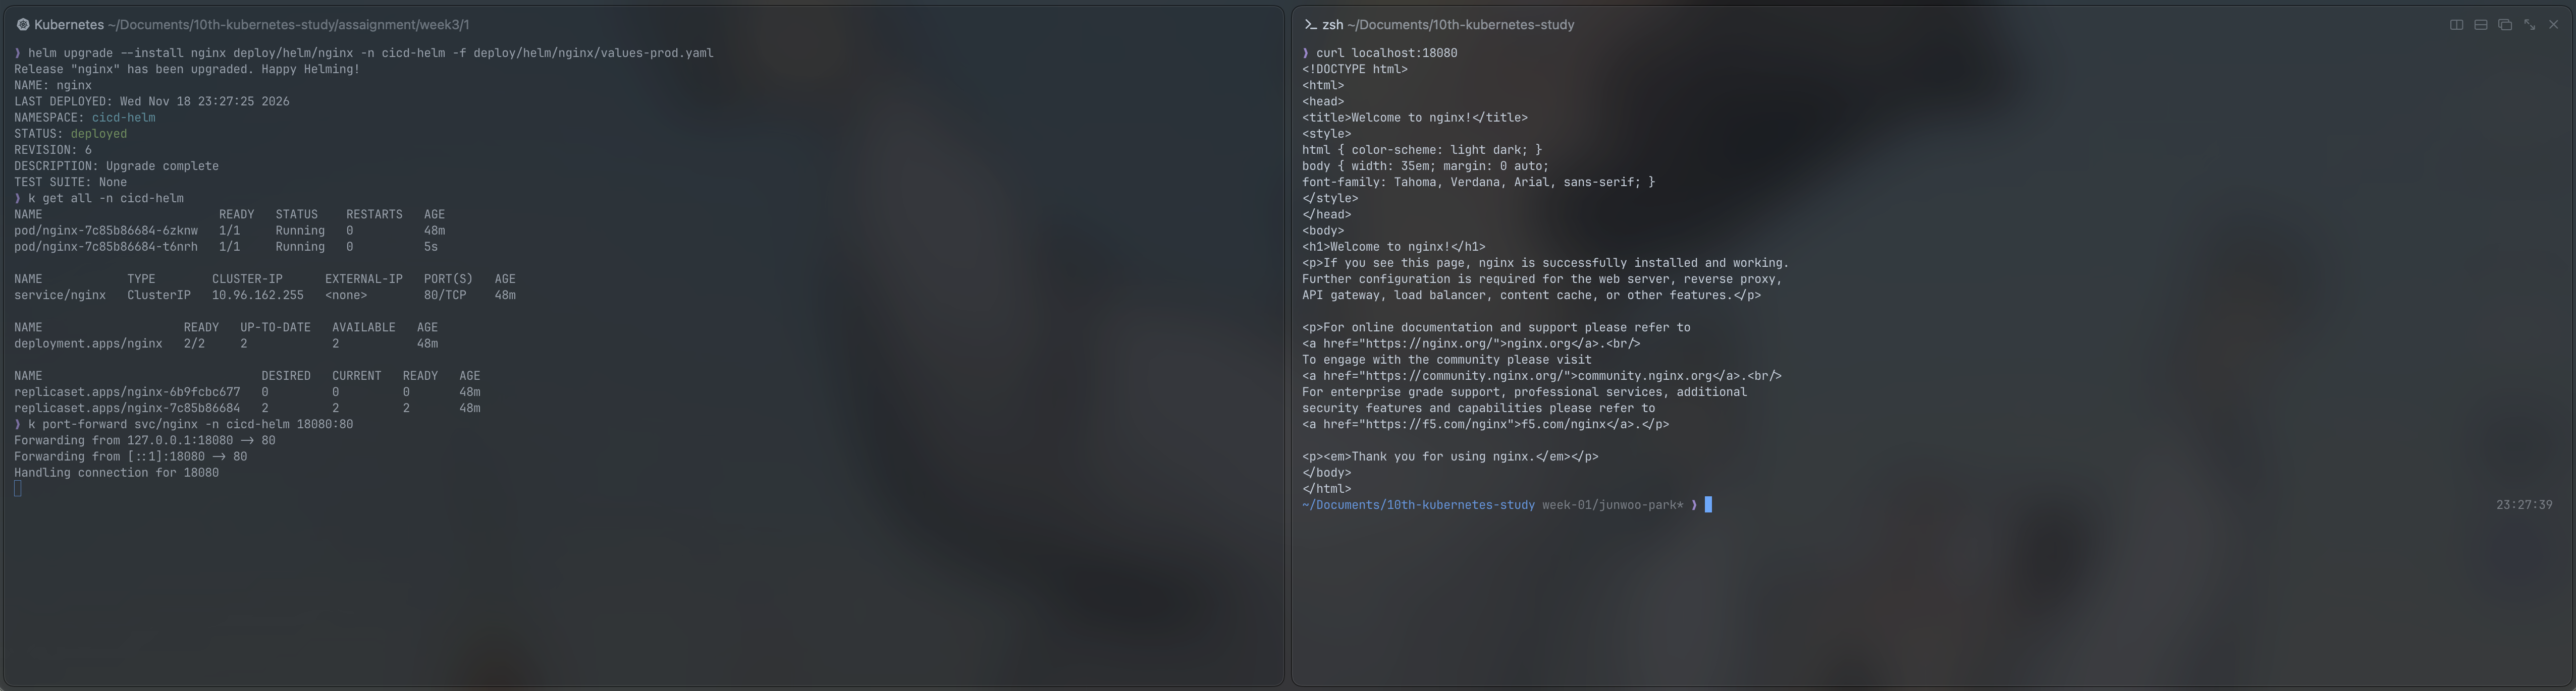 Kubernetes ~/Documents/10th-kubernetes-study/assaignment/week3/1
❯ helm upgrade --install nginx deploy/helm/nginx -n cicd-helm -f deploy/helm/nginx/values-prod.yaml
Release "nginx" has been upgraded. Happy Helming!
NAME: nginx
LAST DEPLOYED: Wed Nov 18 23:27:25 2026
NAMESPACE: cicd-helm
STATUS: deployed
REVISION: 6
DESCRIPTION: Upgrade complete
TEST SUITE: None
❯ k get all -n cicd-helm
NAME READY STATUS RESTARTS AGE
pod/nginx-7c85b86684-6zknw 1/1 Running 0 48m
pod/nginx-7c85b86684-t6nrh 1/1 Running 0 5s
NAME TYPE CLUSTER-IP EXTERNAL-IP PORT(S) AGE
service/nginx ClusterIP 10.96.162.255 <none> 80/TCP 48m
NAME READY UP-TO-DATE AVAILABLE AGE
deployment.apps/nginx 2/2 2 2 48m
NAME DESIRED CURRENT READY AGE
replicaset.apps/nginx-6b9fcbc677 0 0 0 48m
replicaset.apps/nginx-7c85b86684 2 2 2 48m
❯ k port-forward svc/nginx -n cicd-helm 18080:80
Forwarding from 127.0.0.1:18080 -> 80
Forwarding from [::1]:18080 -> 80
Handling connection for 18080
zsh ~/Documents/10th-kubernetes-study
❯ curl localhost:18080
<!DOCTYPE html>
<html>
<head>
<title>Welcome to nginx!</title>
<style>
html { color-scheme: light dark; }
body { width: 35em; margin: 0 auto;
font-family: Tahoma, Verdana, Arial, sans-serif; }
</style>
</head>
<body>
<h1>Welcome to nginx!</h1>
<p>If you see this page, nginx is successfully installed and working.
Further configuration is required for the web server, reverse proxy,
API gateway, load balancer, content cache, or other features.</p>
<p>For online documentation and support please refer to
<a href="https://nginx.org/">nginx.org</a>.<br/>
To engage with the community please visit
<a href="https://community.nginx.org/">community.nginx.org</a>.<br/>
For enterprise grade support, professional services, additional
security features and capabilities please refer to
<a href="https://f5.com/nginx">f5.com/nginx</a>.</p>
<p><em>Thank you for using nginx.</em></p>
</body>
</html>
~/Documents/10th-kubernetes-study week-01/junwoo-park* ❯ 23:27:39